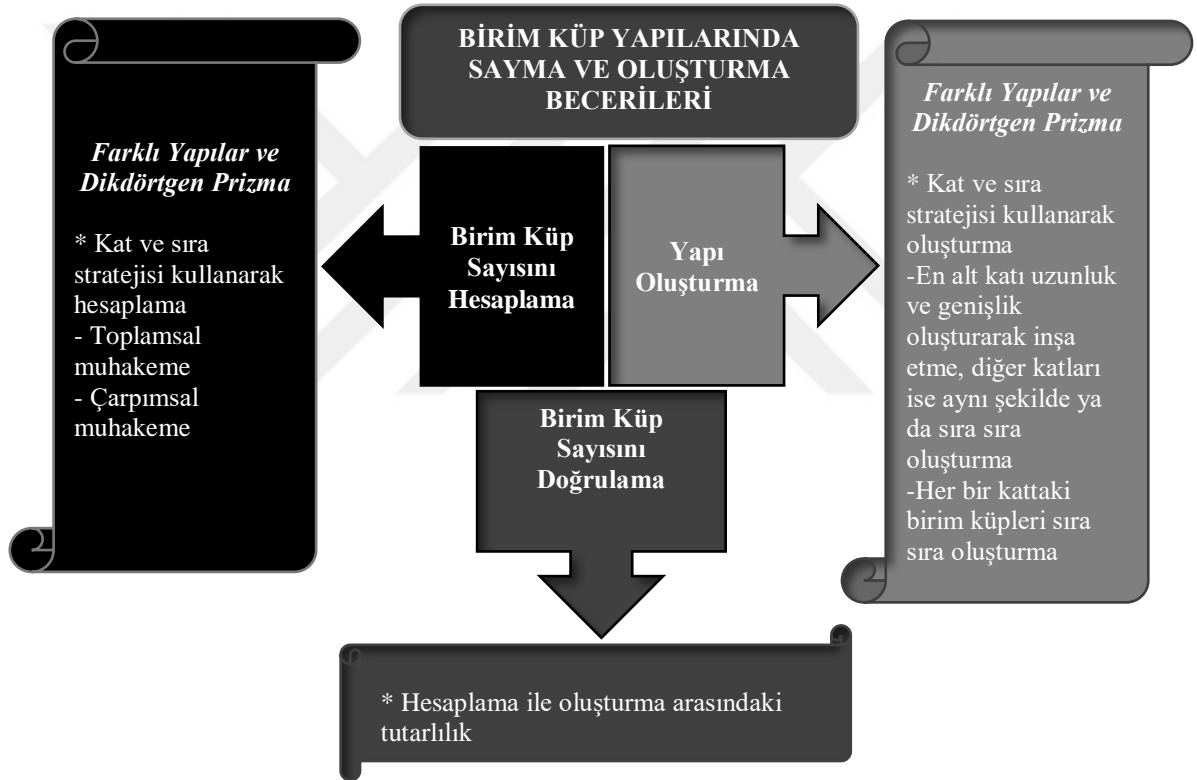 BİRİM KÜP YAPILARINDA
SAYMA VE OLUŞTURMA
BECERİLERİ
Farklı Yapılar ve
Dikdörtgen Prizma
* Kat ve sıra
stratejisi kullanarak
hesaplama
- Toplamsal
muhakeme
- Çarpımsal
muhakeme
Birim Küp
Sayısını
Hesaplama
Yapı
Oluşturma
Farklı Yapılar ve
Dikdörtgen Prizma
* Kat ve sıra
stratejisi kullanarak
oluşturma
-En alt katı uzunluk
ve genişlik
oluşturarak inşa
etme, diğer katları
ise aynı şekilde ya
da sıra sıra
oluşturma
-Her bir kattaki
birim küpleri sıra
sıra oluşturma
Birim Küp
Sayısını
Doğrulama
* Hesaplama ile oluşturma arasındaki
tutarlılık